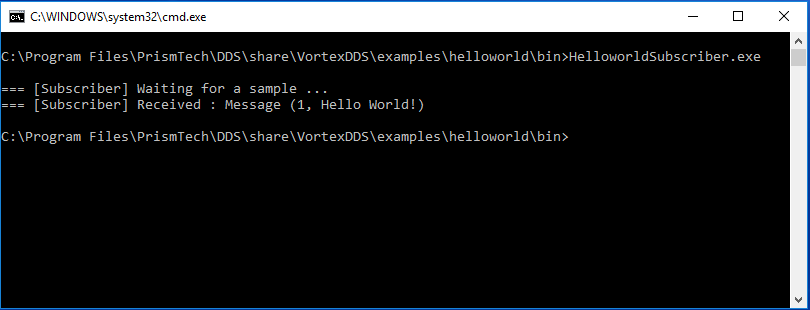 C:\WINDOWS\system32\cmd.exe
C:\Program Files\PrismTech\DDS\share\VortexDDS\examples\helloworld\bin>HelloworldSubscriber.exe
=== [Subscriber] Waiting for a sample ...
=== [Subscriber] Received : Message (1, Hello World!)
C:\Program Files\PrismTech\DDS\share\VortexDDS\examples\helloworld\bin>